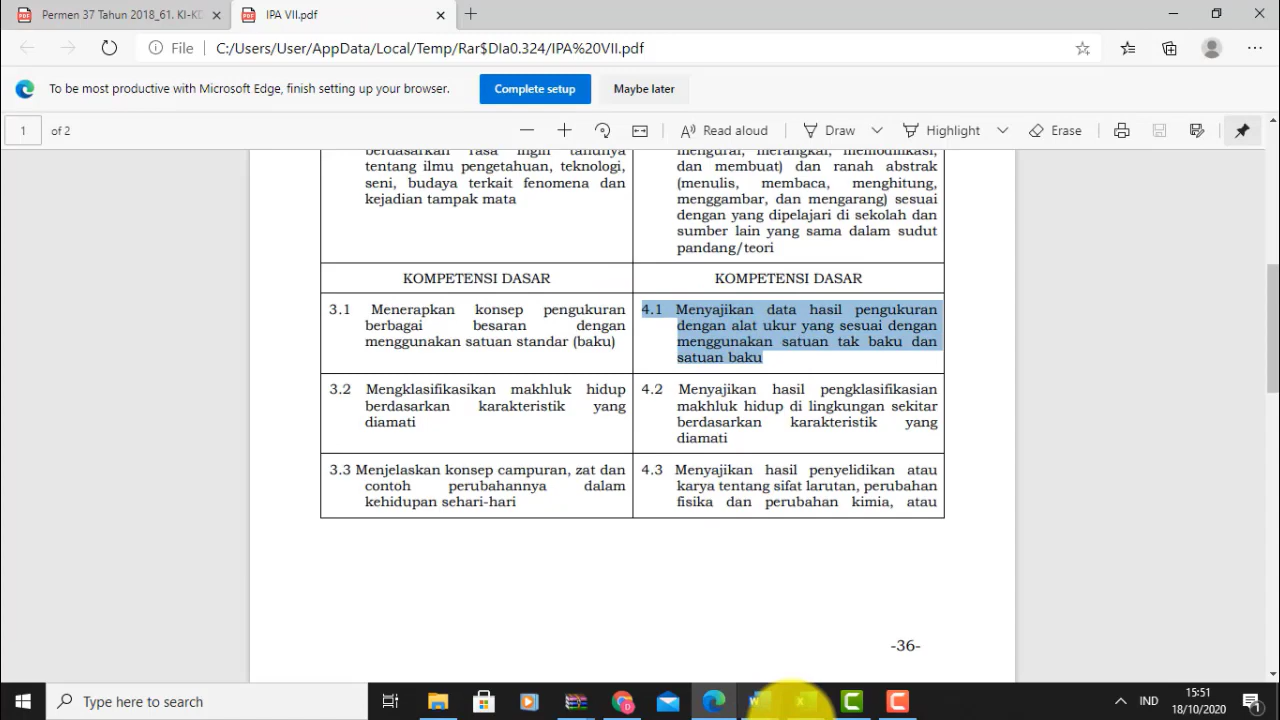 Permen 37 Tahun 2018_61. KI-KD
IPA VII.pdf
File
C:/Users/User/AppData/Local/Temp/Rar$DIa0.324/IPA%20VII.pdf
To be most productive with Microsoft Edge, finish setting up your browser.
Complete setup
Maybe later
1 of 2
Read aloud
Draw
Highlight
Erase
berdasarkan rasa ingin tahunya
tentang ilmu pengetahuan, teknologi,
seni, budaya terkait fenomena dan
kejadian tampak mata
mengurai, merangkai, memodifikasi,
dan membuat) dan ranah abstrak
(menulis, membaca, menghitung,
menggambar, dan mengarang) sesuai
dengan yang dipelajari di sekolah dan
sumber lain yang sama dalam sudut
pandang/teori
KOMPETENSI DASAR
KOMPETENSI DASAR
3.1 Menerapkan konsep pengukuran
berbagai besaran dengan
menggunakan satuan standar (baku)
4.1 Menyajikan data hasil pengukuran
dengan alat ukur yang sesuai dengan
menggunakan satuan tak baku dan
satuan baku
3.2 Mengklasifikasikan makhluk hidup
berdasarkan karakteristik yang
diamati
4.2 Menyajikan hasil pengklasifikasian
makhluk hidup di lingkungan sekitar
berdasarkan karakteristik yang
diamati
3.3 Menjelaskan konsep campuran, zat dan
contoh perubahannya dalam
kehidupan sehari-hari
4.3 Menyajikan hasil penyelidikan atau
karya tentang sifat larutan, perubahan
fisika dan perubahan kimia, atau
-36-
Type here to search
IND
15:51
18/10/2020